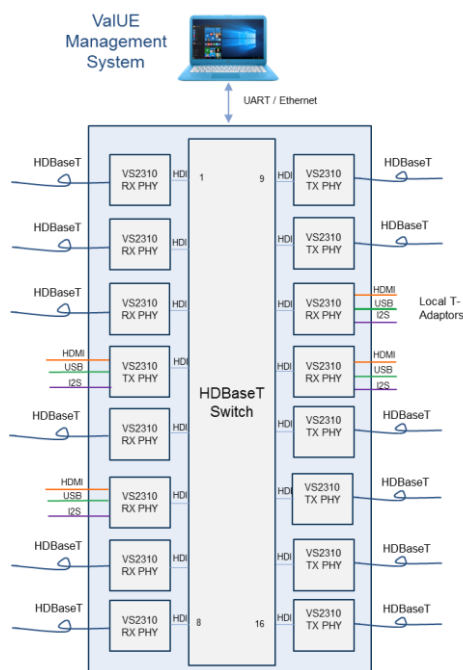 ValUE
Management
System
UART / Ethernet
HDBaseT
VS2310
RX PHY
HDI
1
9
HDI
VS2310
TX PHY
HDBaseT
HDBaseT
VS2310
RX PHY
HDI
HDI
VS2310
TX PHY
HDBaseT
HDBaseT
VS2310
RX PHY
HDI
HDI
VS2310
RX PHY
HDMI
USB
I2S
Local T-
Adaptors
HDMI
USB
I2S
VS2310
TX PHY
HDI
HDBaseT
Switch
HDI
VS2310
RX PHY
HDMI
USB
I2S
HDBaseT
VS2310
RX PHY
HDI
HDI
VS2310
TX PHY
HDBaseT
HDMI
USB
I2S
VS2310
RX PHY
HDI
HDI
VS2310
TX PHY
HDBaseT
HDBaseT
VS2310
RX PHY
HDI
HDI
VS2310
TX PHY
HDBaseT
HDBaseT
VS2310
RX PHY
HDI
8
16
HDI
VS2310
TX PHY
HDBaseT